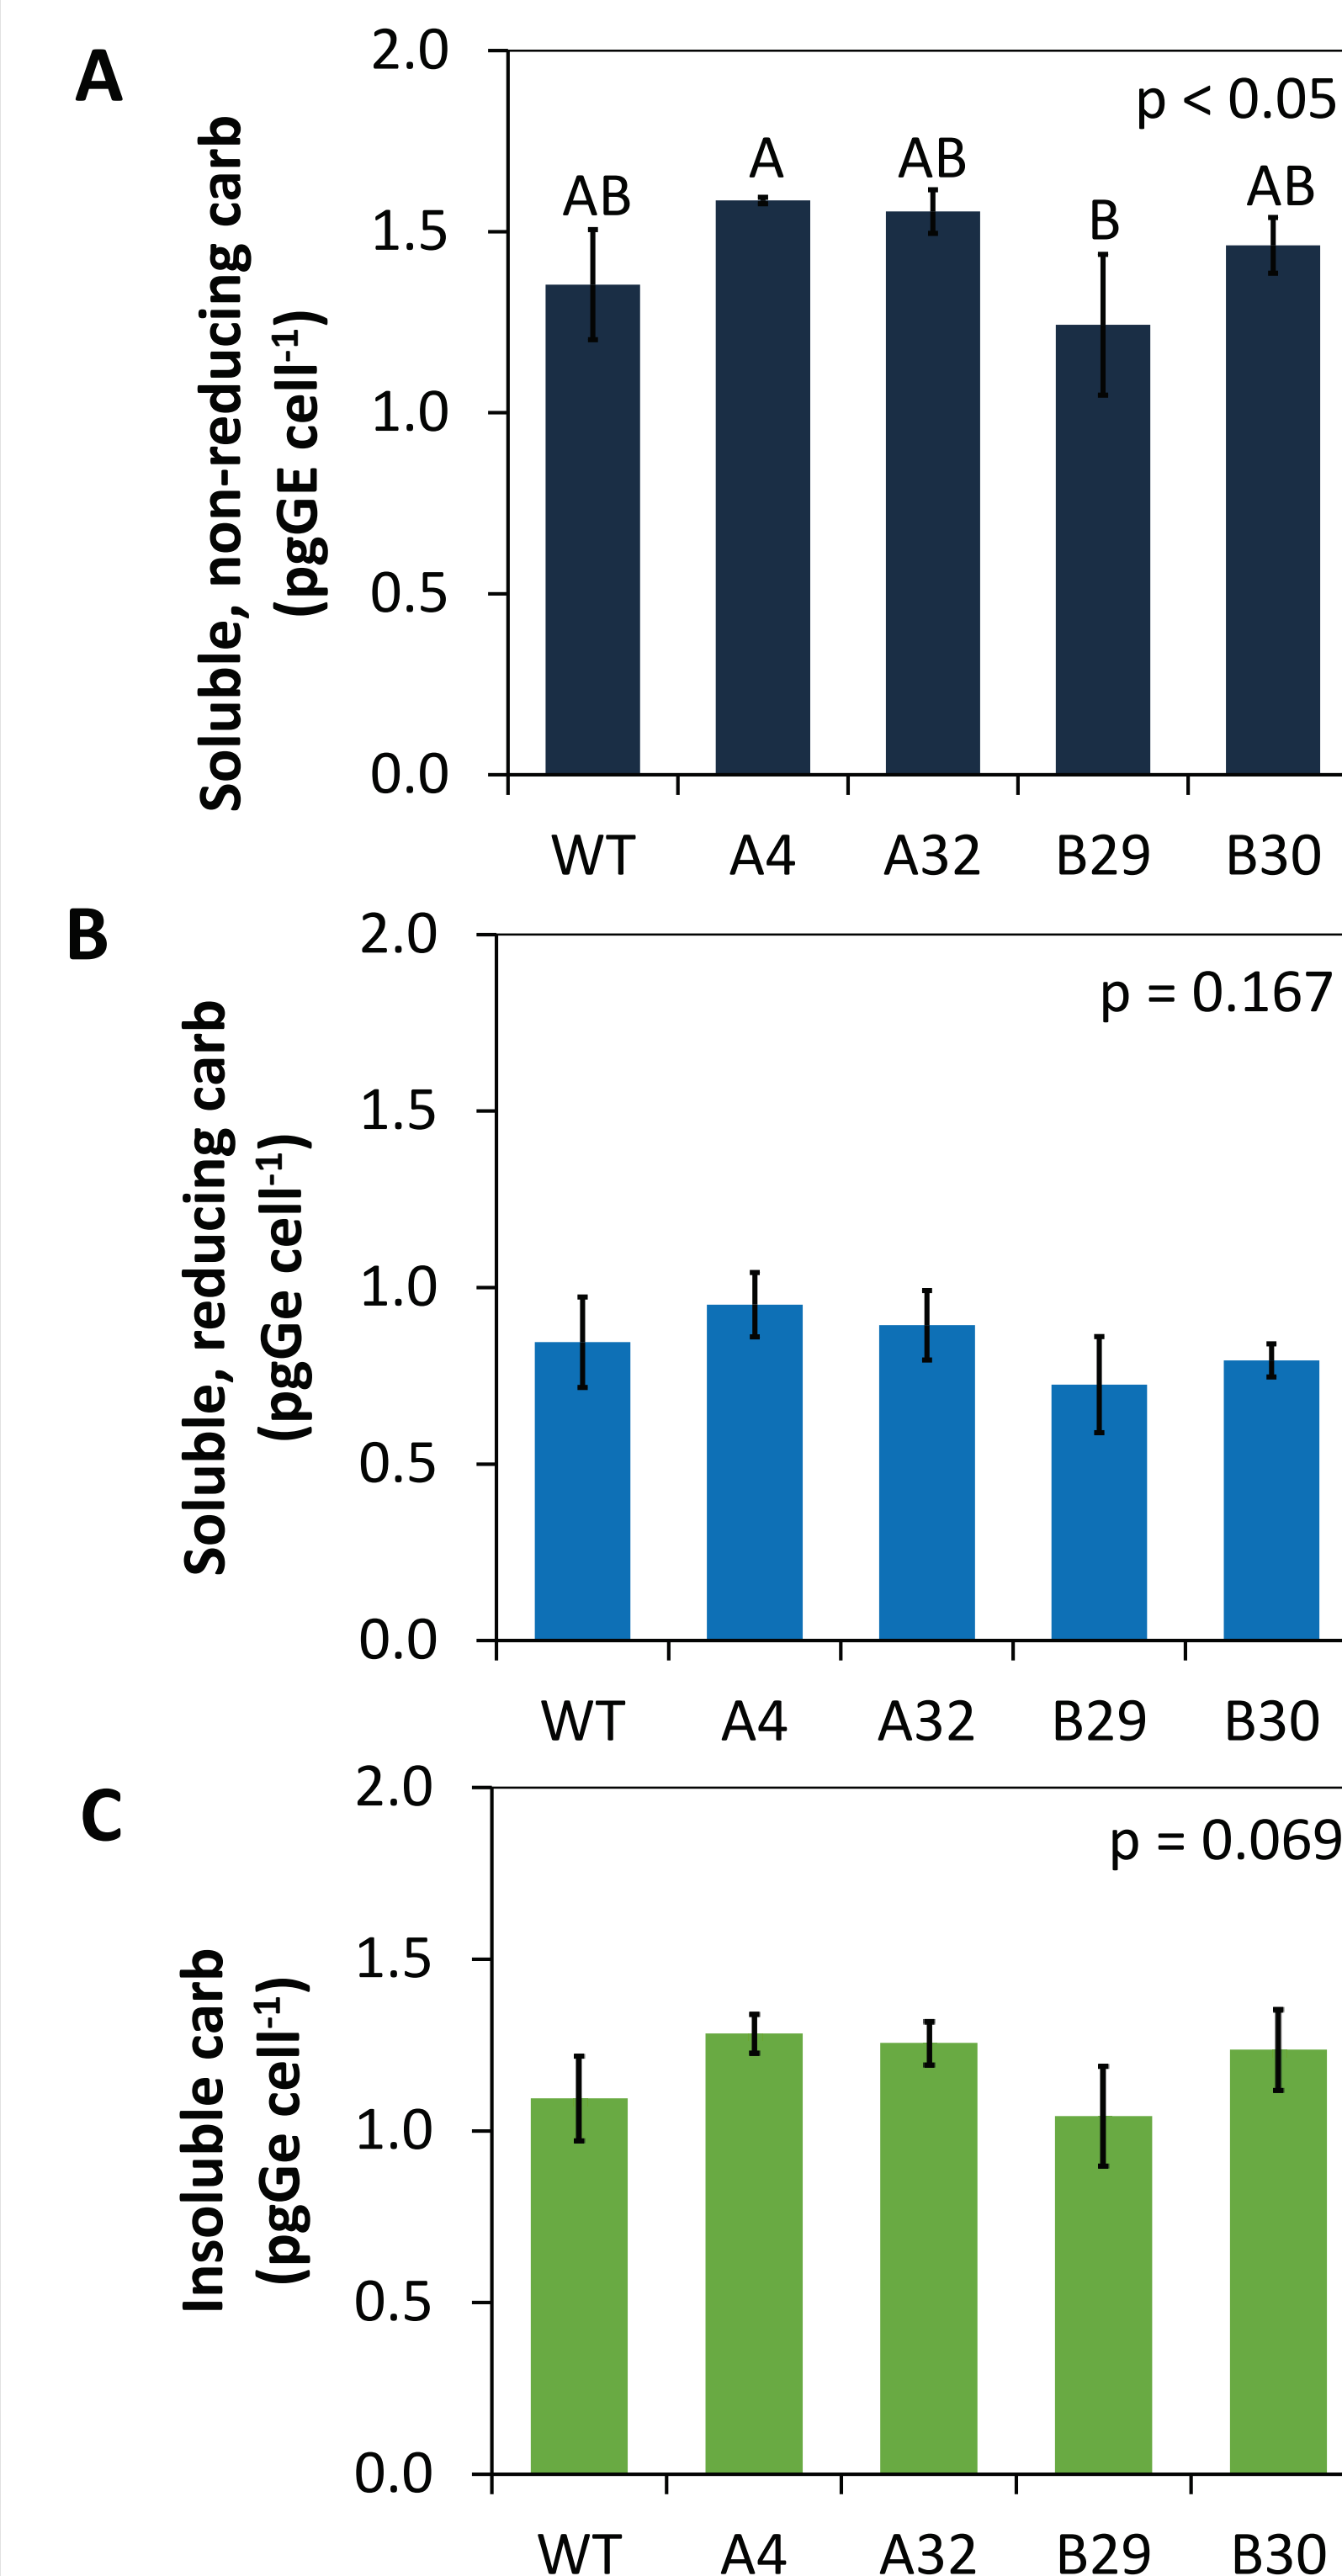 A
Soluble, non-reducing carb
(pgGE cell-1)
2.0
1.5
1.0
0.5
0.0
p < 0.05
AB
A
AB
B
AB
WT A4 A32 B29 B30
B
Soluble, reducing carb
(pgGe cell-1)
2.0
1.5
1.0
0.5
0.0
p = 0.167
WT A4 A32 B29 B30
C
Insoluble carb
(pgGe cell-1)
2.0
1.5
1.0
0.5
0.0
p = 0.069
WT A4 A32 B29 B30